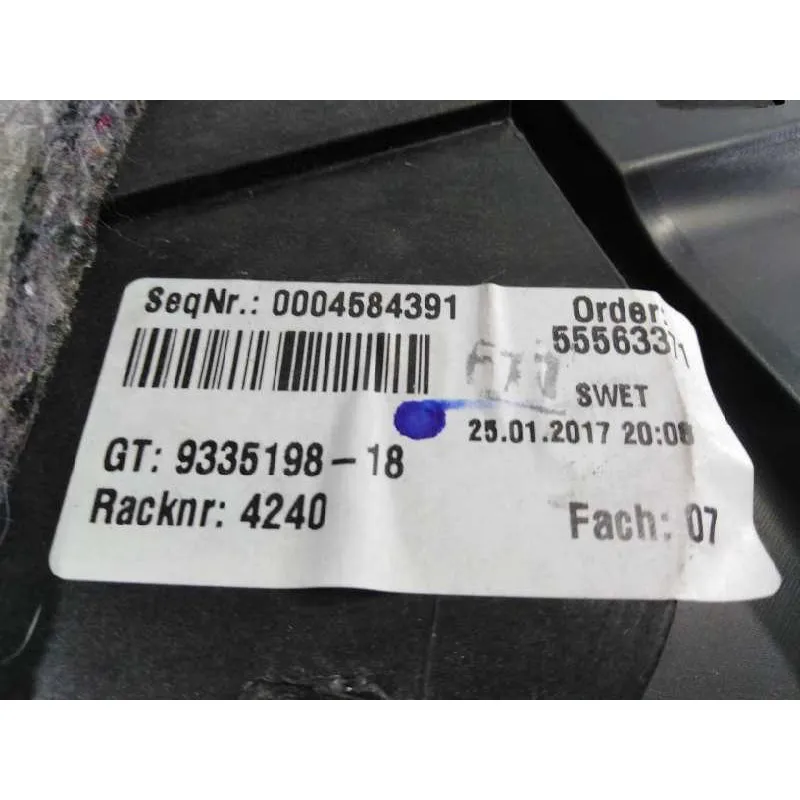 SeqNr.: 0004584391
Order:
SWET
25.01.2017 20:08
GT: 9335198-18
Racknr: 4240
Fach: 07